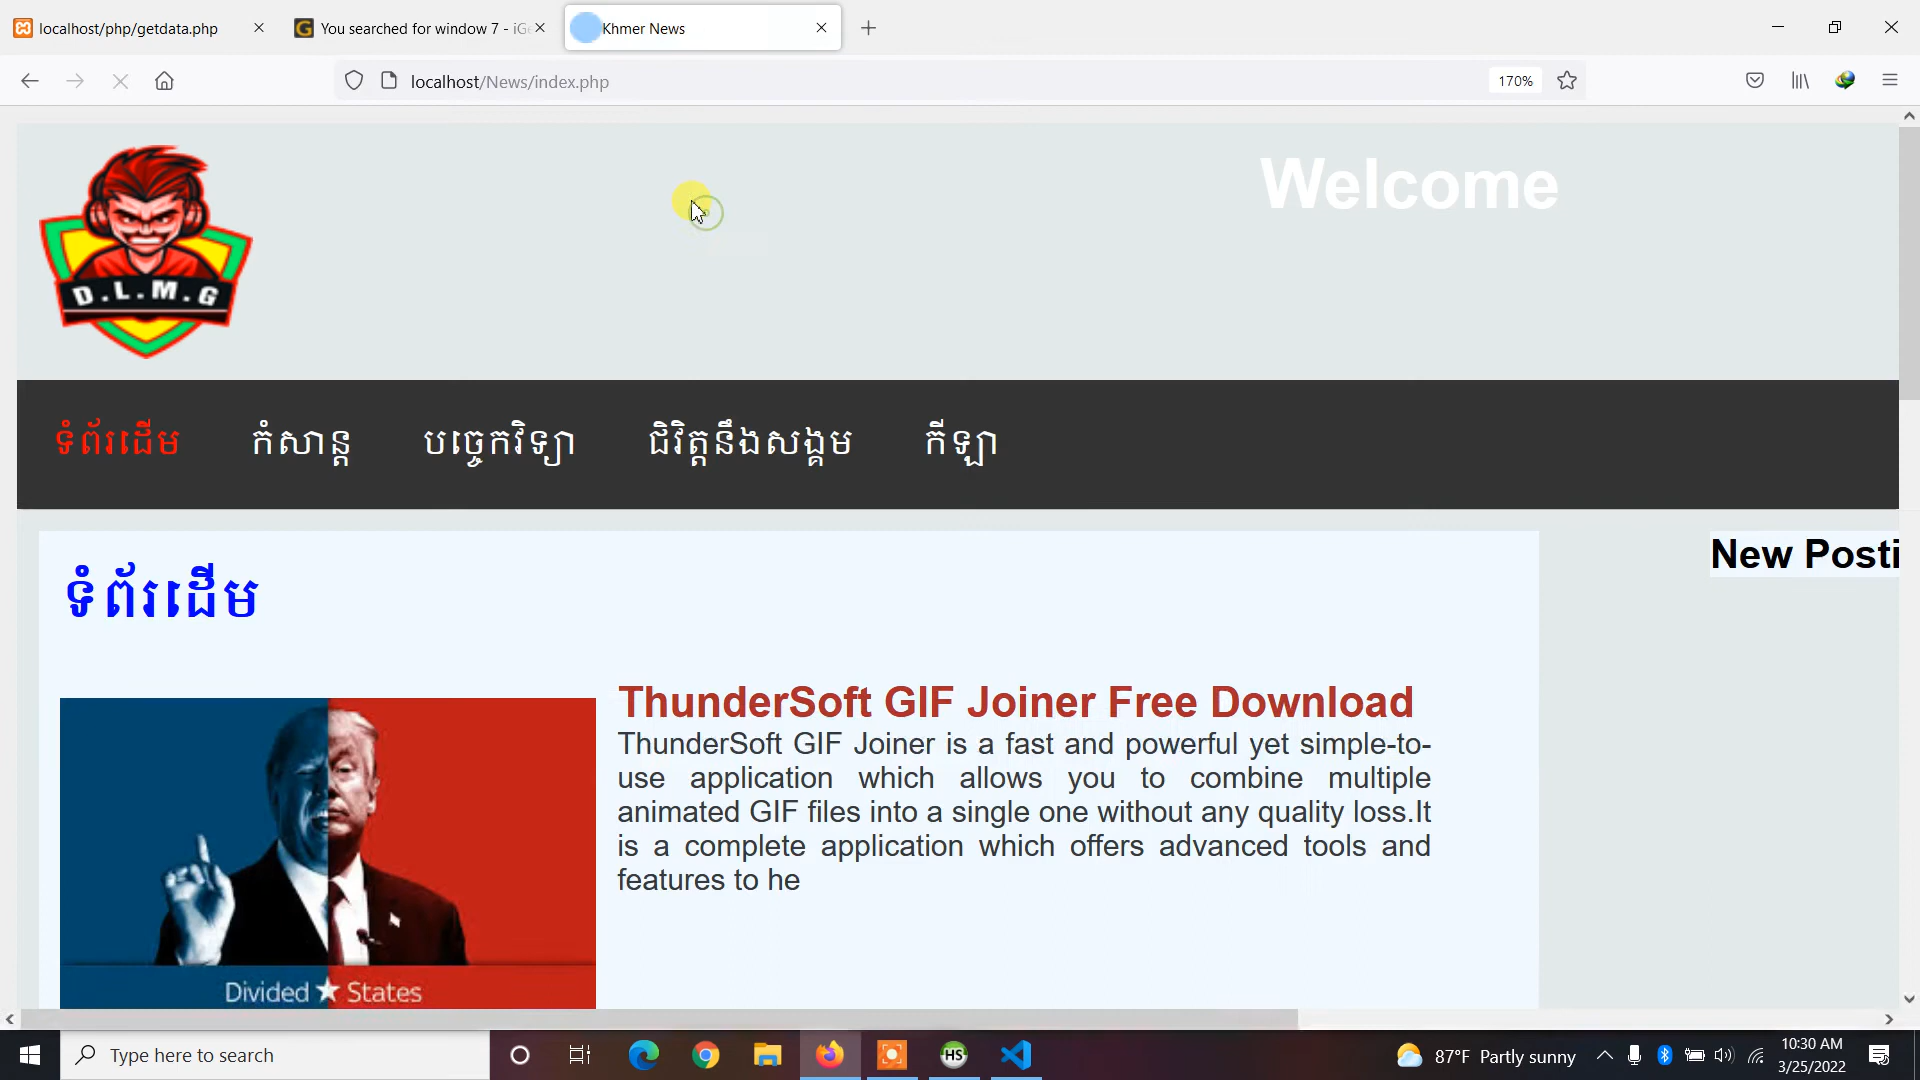 localhost/php/getdata.php
You searched for window 7 - iGe
Khmer News
localhost/News/index.php
170%
Welcome
D.L.M.G
ទំព័រដើម
កំសាន្ត
បច្ចេកវិទ្យា
ជិវិត្តនឹងសង្គម
កីឡា
ទំព័រដើម
New Posti
ThunderSoft GIF Joiner Free Download
ThunderSoft GIF Joiner is a fast and powerful yet simple-to-
use application which allows you to combine multiple
animated GIF files into a single one without any quality loss.It
is a complete application which offers advanced tools and
features to he
Divided ★ States
Type here to search
HS
87°F Partly sunny
10:30 AM
3/25/2022